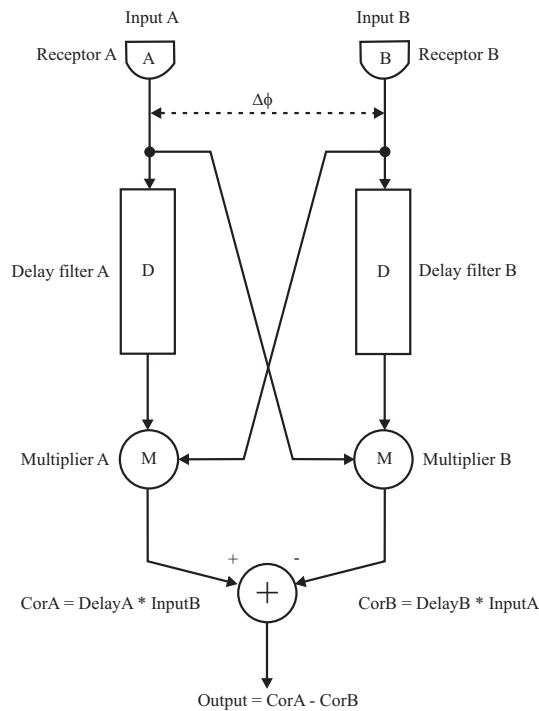 Input A
Input B
Receptor A
A
B
Receptor B
Δϕ
Delay filter A
D
D
Delay filter B
Multiplier A
M
M
Multiplier B
+
-
+
CorA = DelayA * InputB
CorB = DelayB * InputA
Output = CorA - CorB